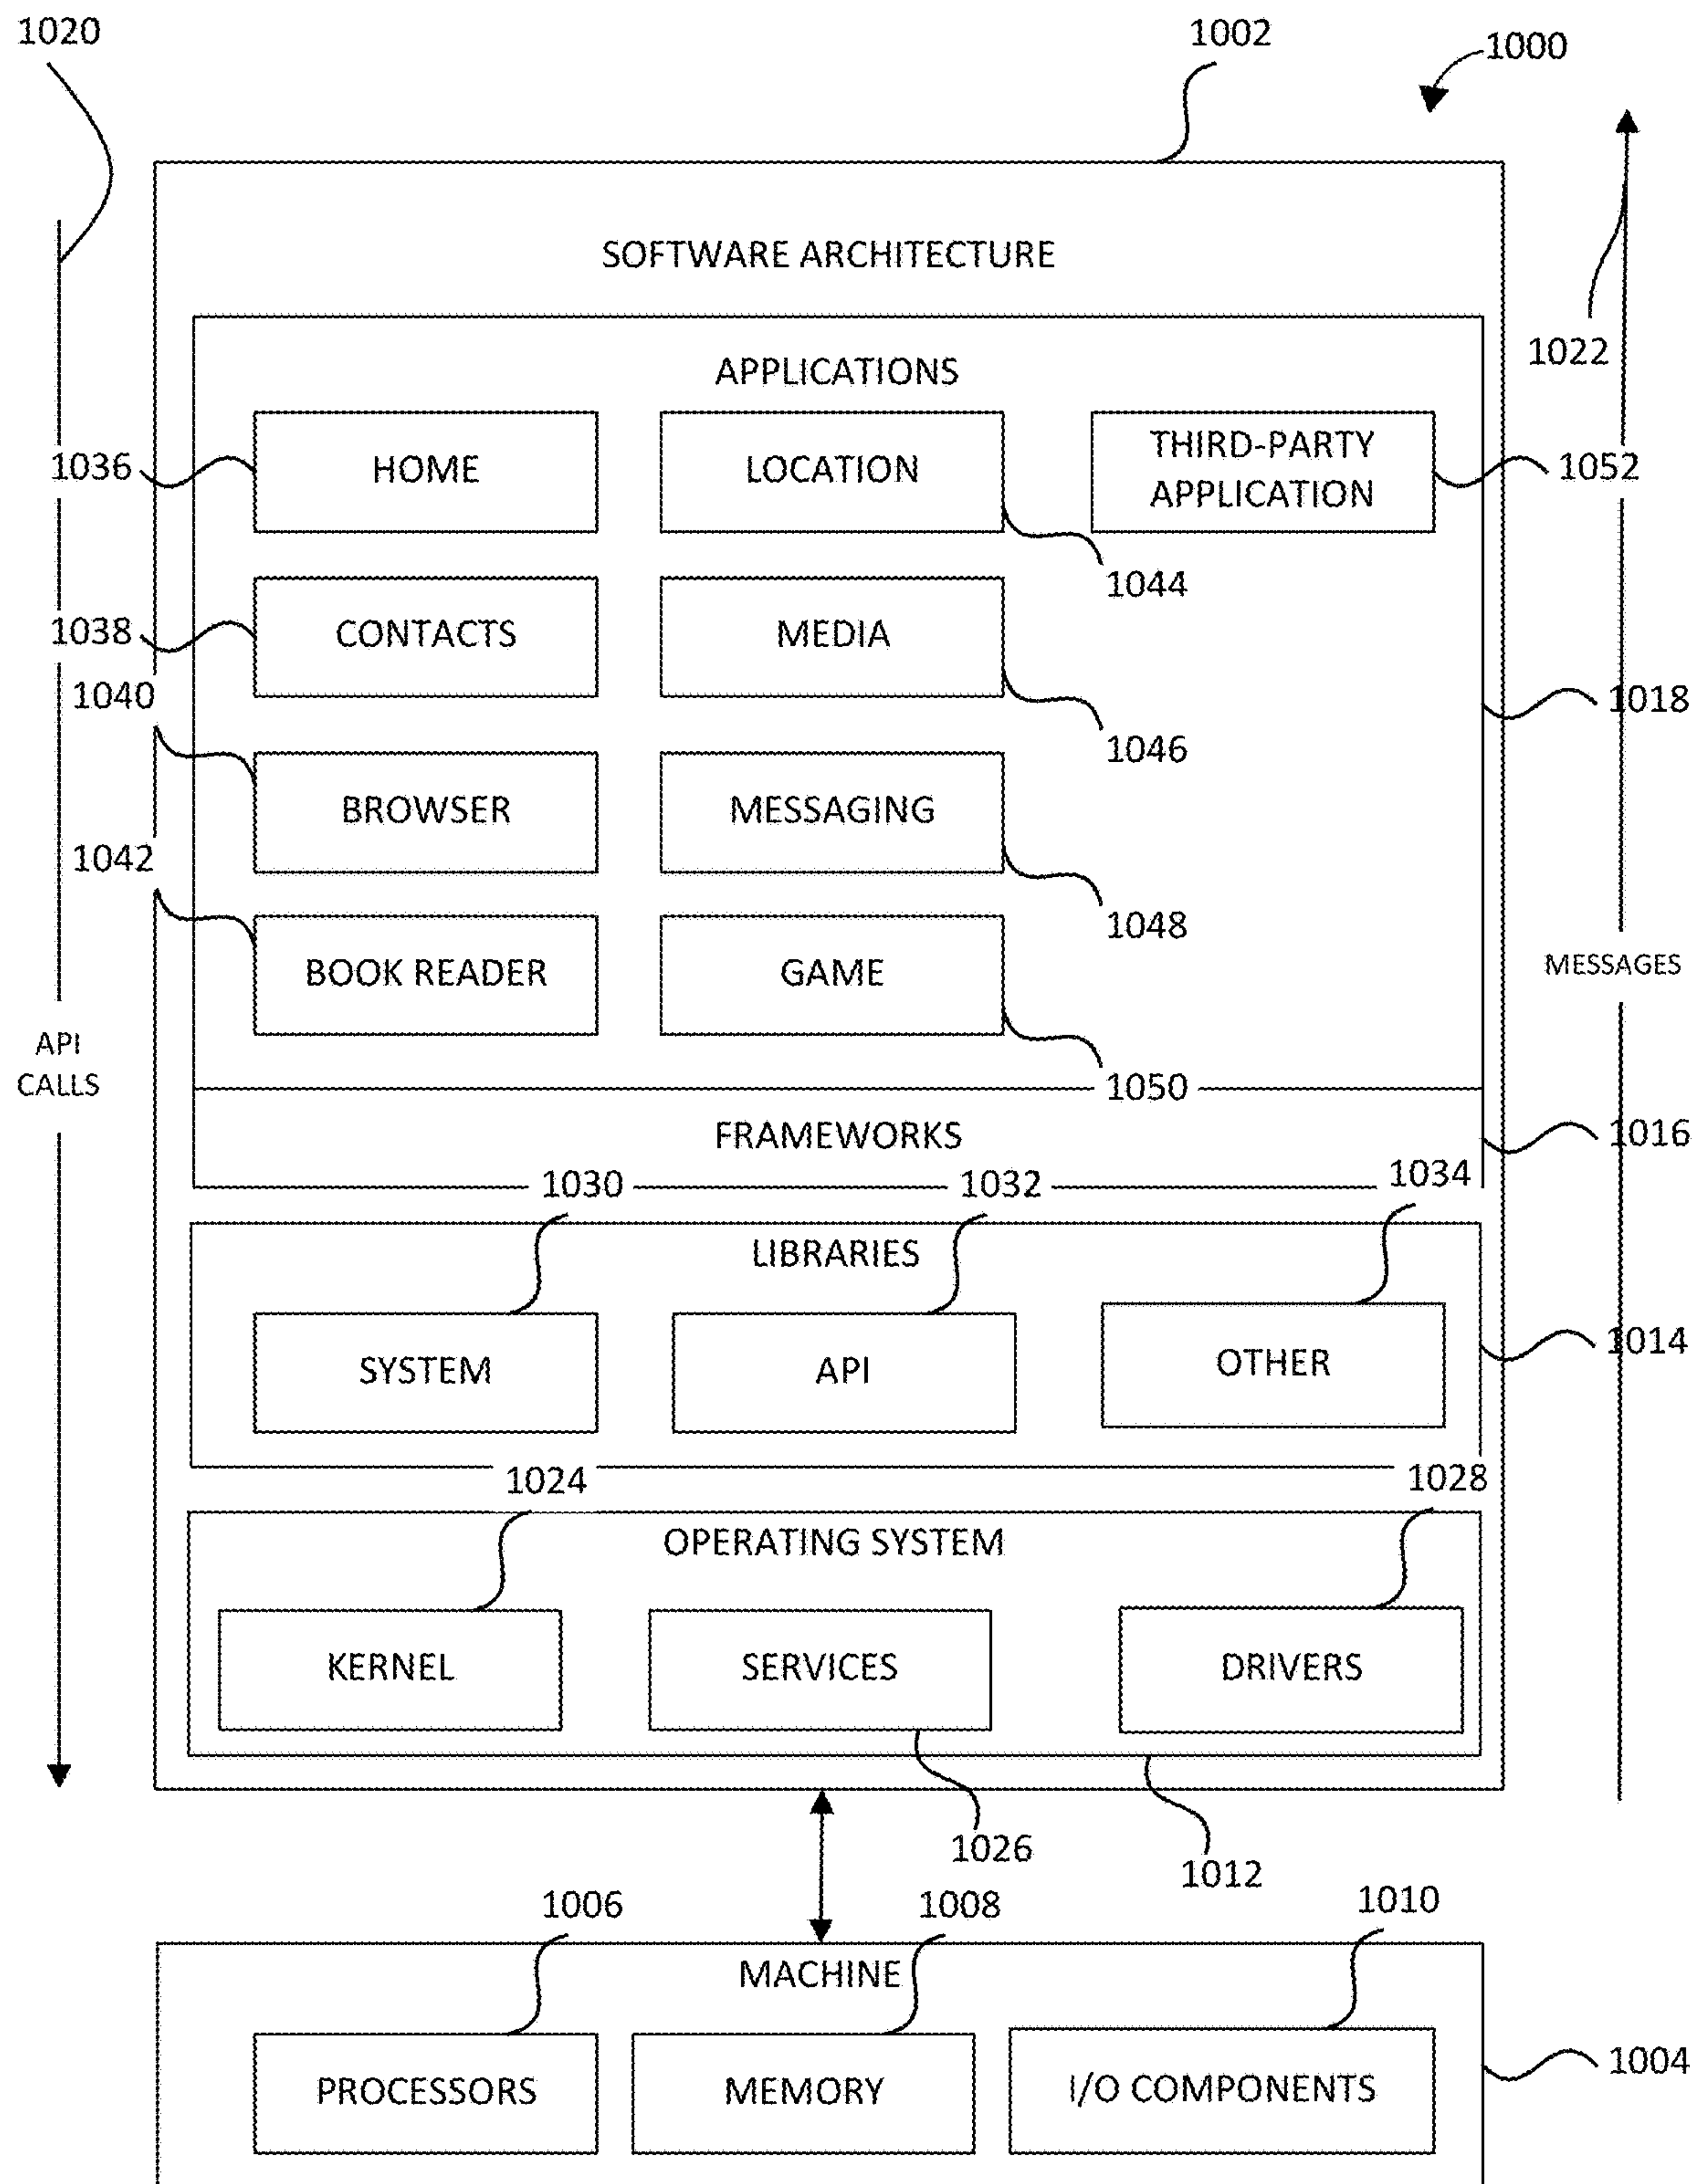 1020
1002
1000
SOFTWARE ARCHITECTURE
1022
APPLICATIONS
1036
HOME
LOCATION
THIRD-PARTY
APPLICATION
1052
1044
1038
CONTACTS
MEDIA
1040
1018
1046
BROWSER
MESSAGING
1042
1048
BOOK READER
GAME
MESSAGES
API
CALLS
1050
FRAMEWORKS
1016
1030
1032
1034
LIBRARIES
1014
SYSTEM
API
OTHER
1024
1028
OPERATING SYSTEM
KERNEL
SERVICES
DRIVERS
1026
1012
1006
1008
1010
MACHINE
1004
PROCESSORS
MEMORY
I/O COMPONENTS